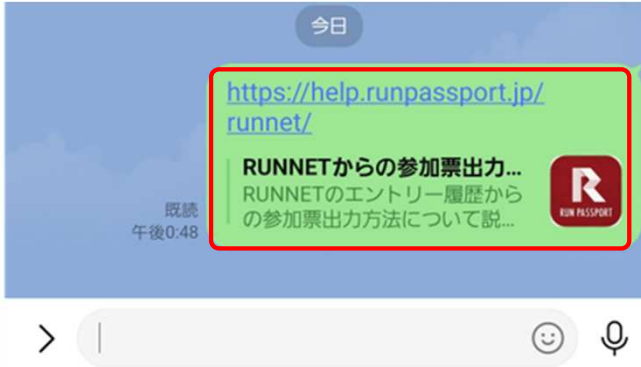 今日
https://help.runpassport.jp/
runnet/
RUNNETからの参加票出力...
RUNNETのエントリー履歴から
の参加票出力方法について説...
R
RUN PASSPORT
既読
午後0:48